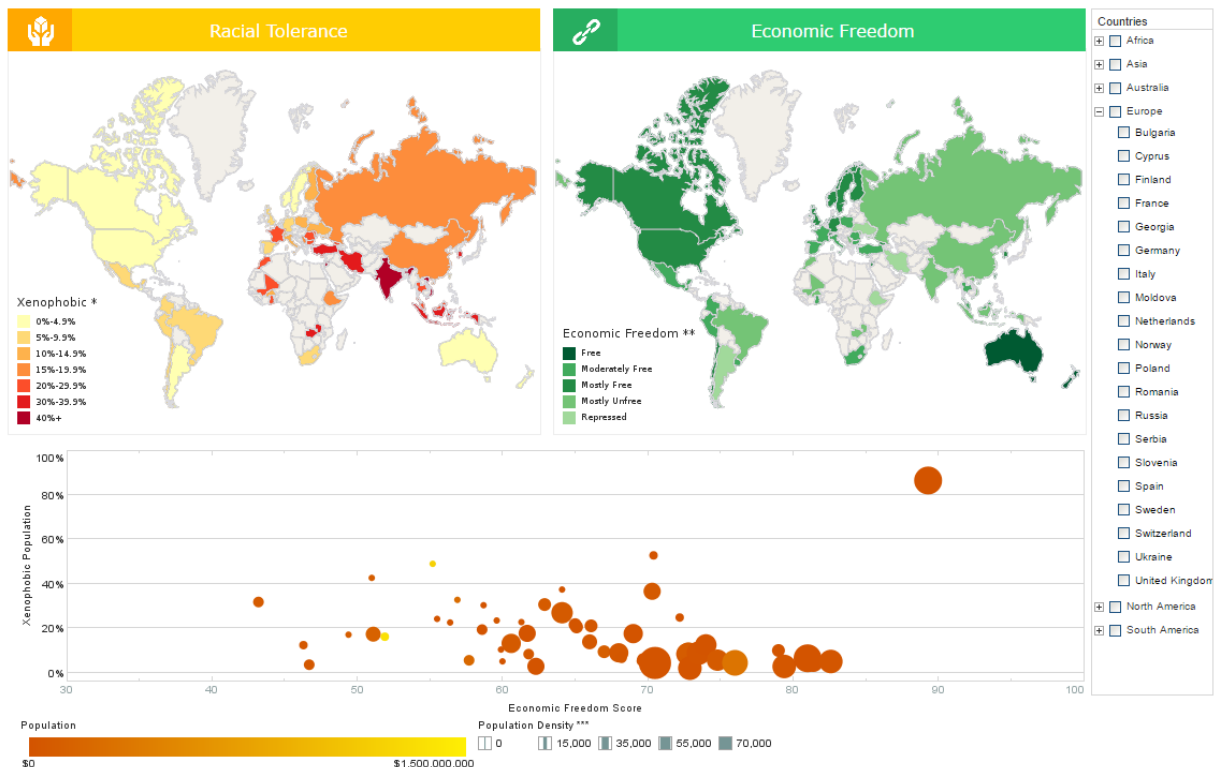 Racial Tolerance
Xenophobic *
0%-4.9%
5%-9.9%
10%-14.9%
15%-19.9%
20%-29.9%
30%-39.9%
40%+
Economic Freedom
Economic Freedom **
Free
Moderately Free
Mostly Free
Mostly Unfree
Repressed
Countries
Africa
Asia
Australia
Europe
Bulgaria
Cyprus
Finland
France
Georgia
Germany
Italy
Moldova
Netherlands
Norway
Poland
Romania
Russia
Serbia
Slovenia
Spain
Sweden
Switzerland
Ukraine
United Kingdom
North America
South America
Xenophobic Population
100%
80%
60%
40%
20%
0%
30 40 50 60 70 80 90 100
Economic Freedom Score
Population
$0 $1,500,000,000
Population Density ***
0 15,000 35,000 55,000 70,000